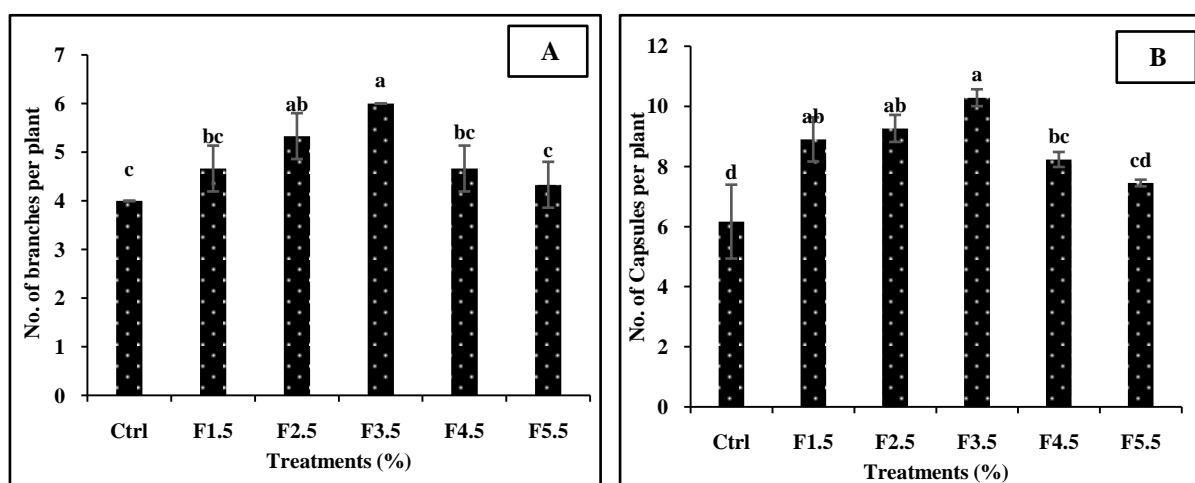 A
No. of branches per plant
7
6
5
4
3
2
1
0
c
bc
ab
a
bc
c
Ctrl F1.5 F2.5 F3.5 F4.5 F5.5
Treatments (%)
B
No. of Capsules per plant
12
10
8
6
4
2
0
d
ab
ab
a
bc
cd
Ctrl F1.5 F2.5 F3.5 F4.5 F5.5
Treatments (%)